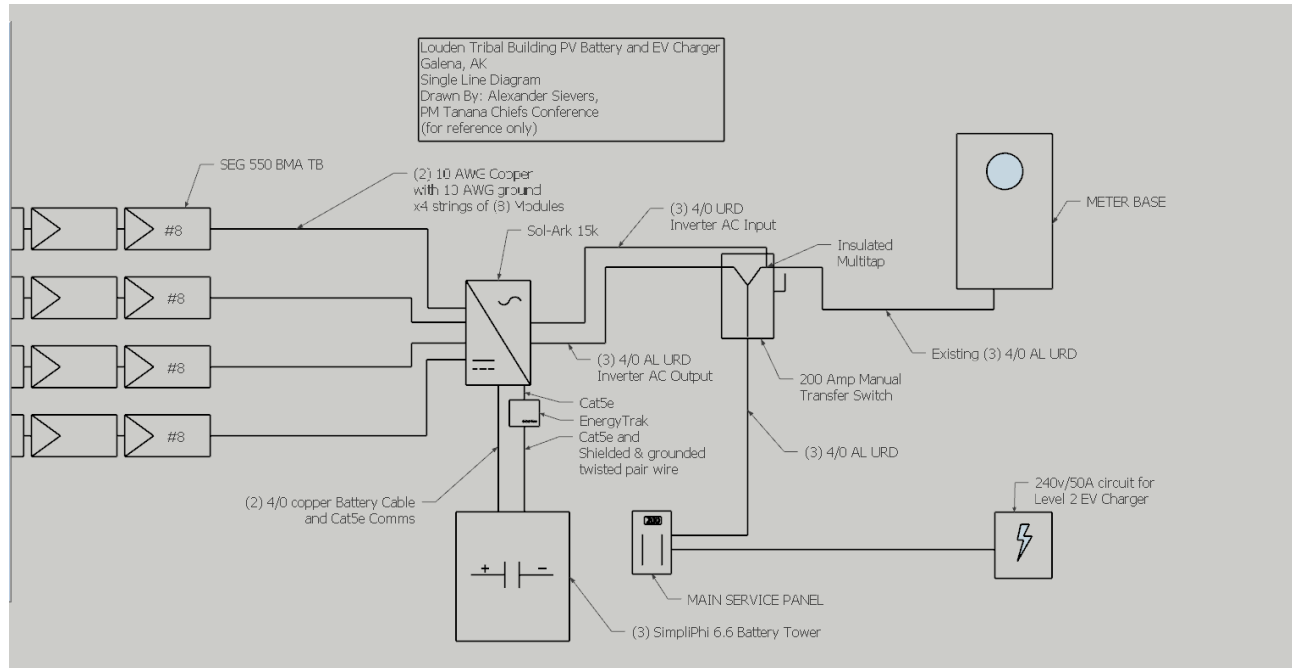 Louden Tribal Building PV Battery and EV Charger
Galena, AK
Single Line Diagram
Drawn By: Alexander Sievers,
PM Tanana Chiefs Conference
(for reference only)
SEG 550 BMA TB
(2) 10 AWG Copper
with 10 AWG ground
x4 strings of (8) Modules
Sol-Ark 15k
(3) 4/0 URD
Inverter AC Input
Insulated
Multitap
METER BASE
#8
#8
#8
#8
(3) 4/0 AL URD
Inverter AC Output
Existing (3) 4/0 AL URD
200 Amp Manual
Transfer Switch
Cat5e
EnergyTrak
Cat5e and
Shielded & grounded
twisted pair wire
(3) 4/0 AL URD
(2) 4/0 copper Battery Cable
and Cat5e Comms
240v/50A circuit for
Level 2 EV Charger
200
+ −
MAIN SERVICE PANEL
(3) SimpliPhi 6.6 Battery Tower